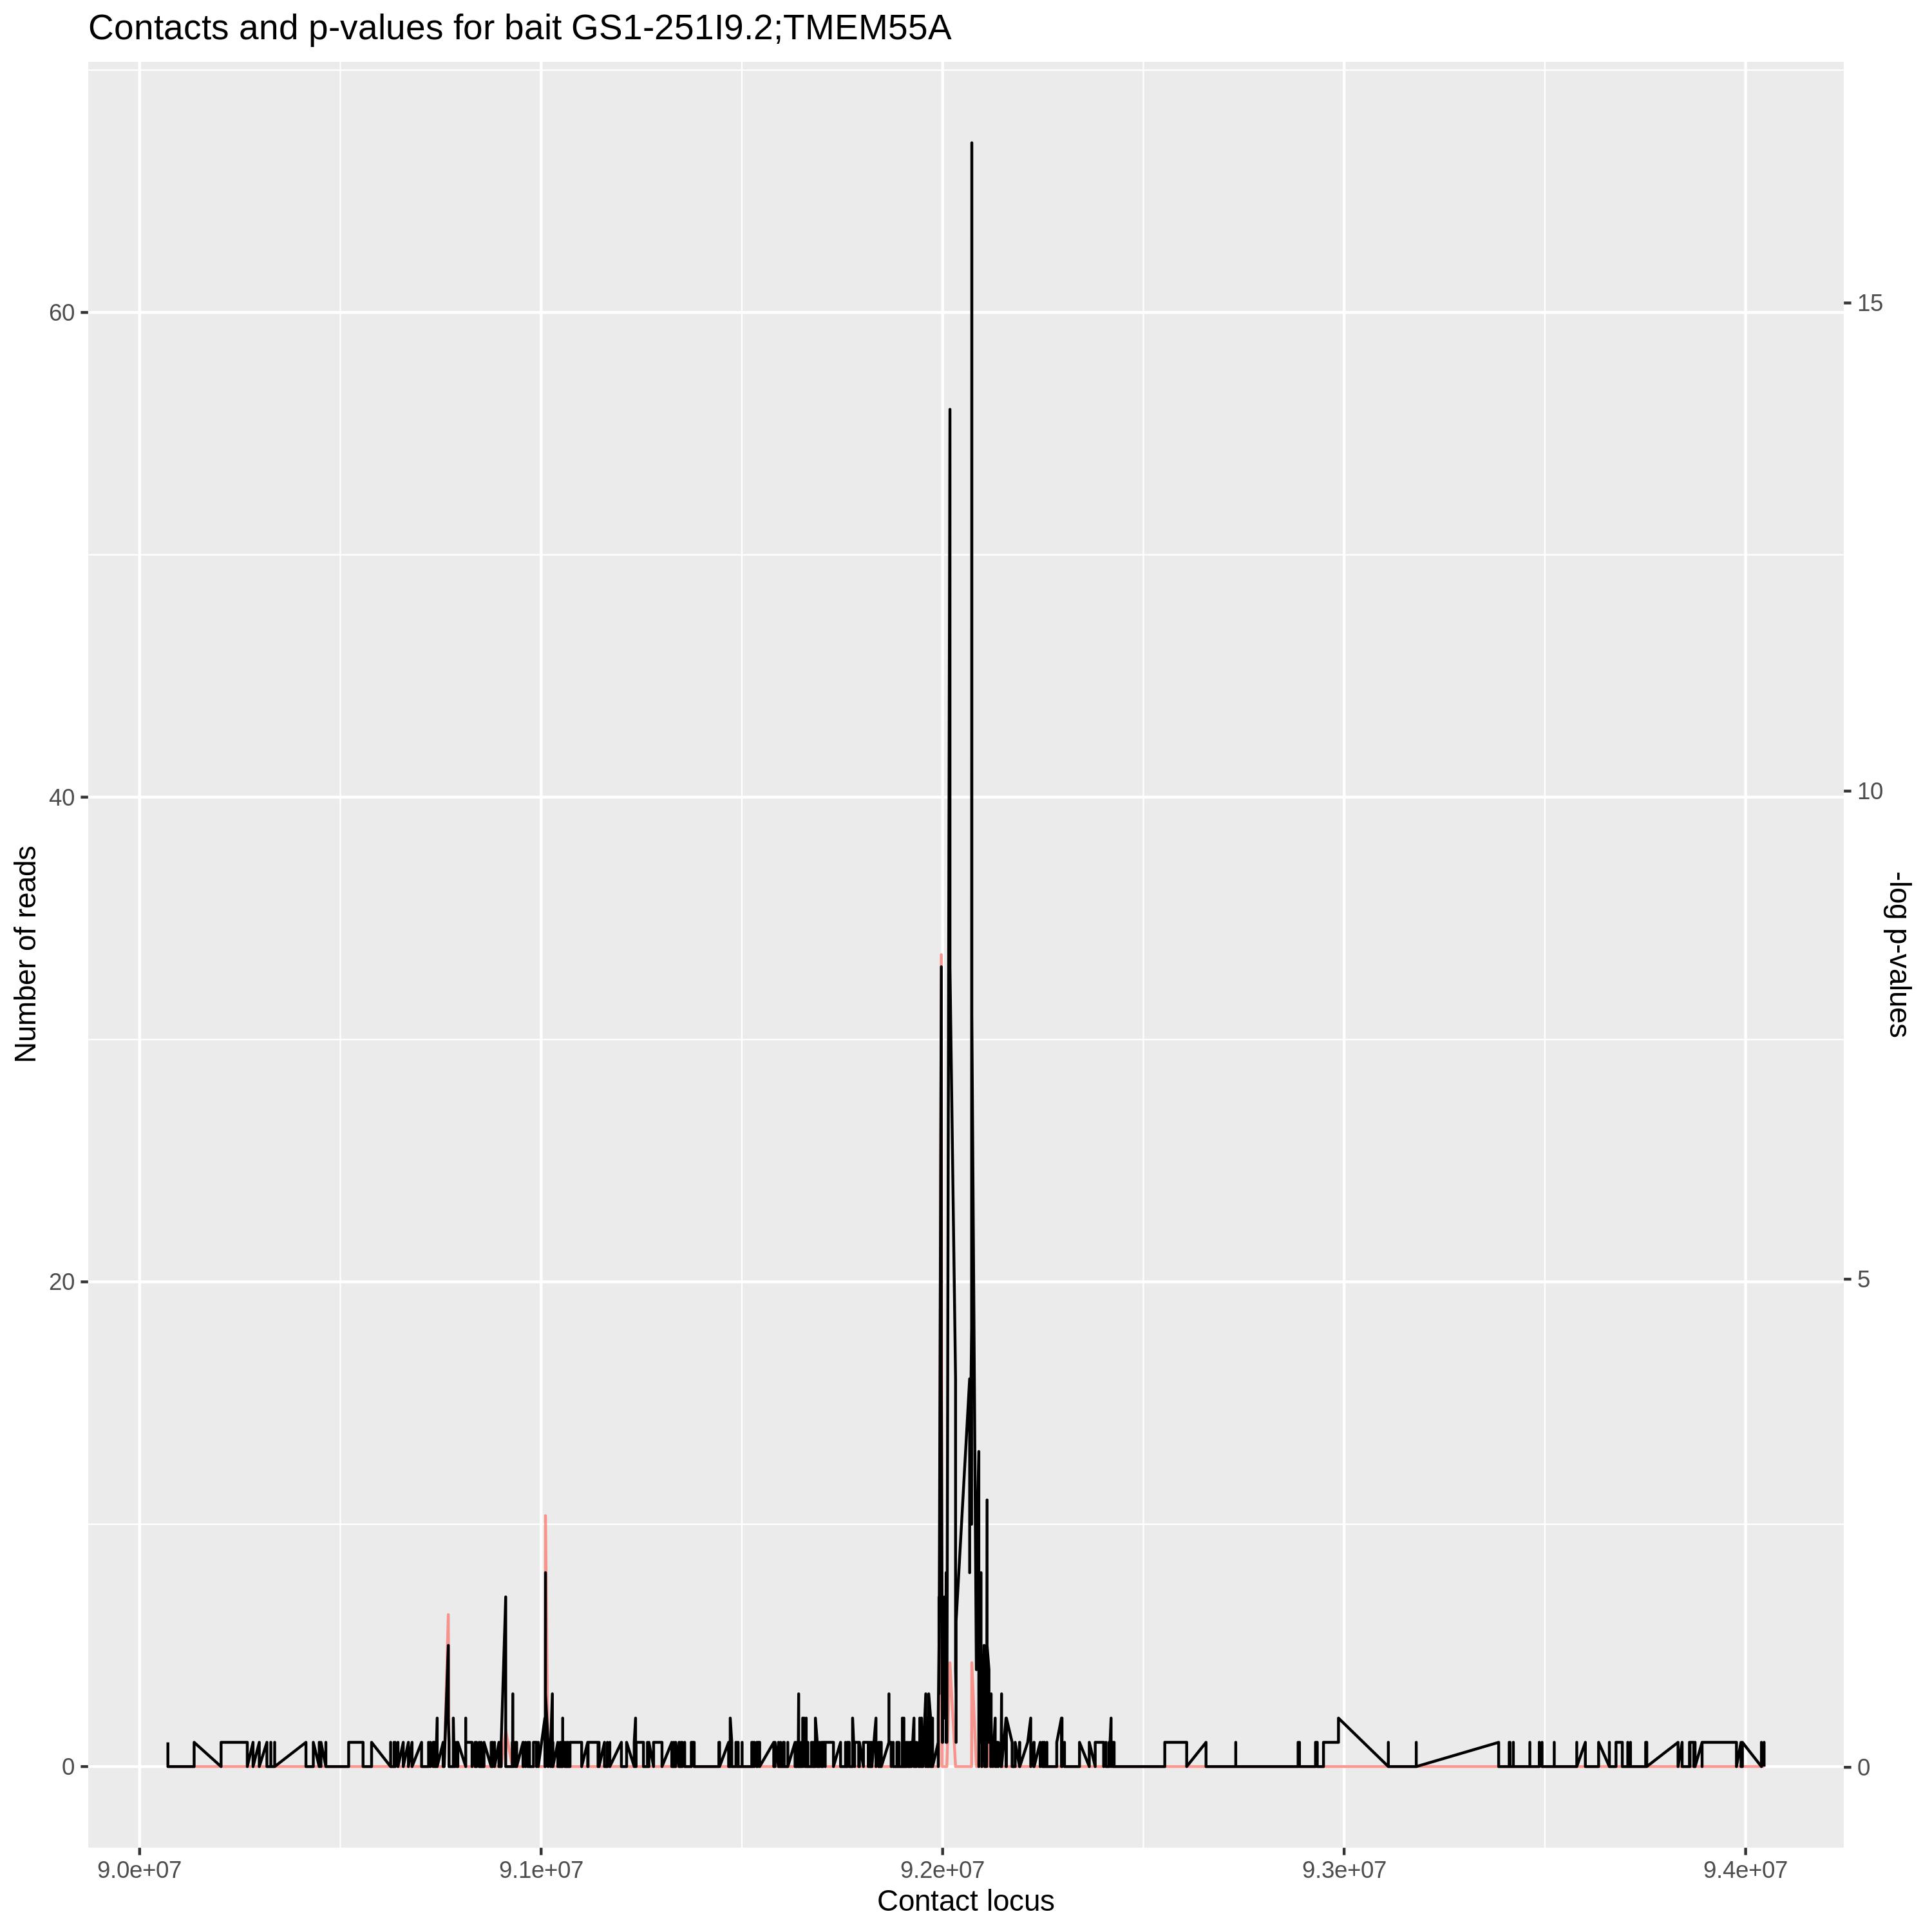 Contacts and p-values for bait GS1-251I9.2;TMEM55A
Number of reads
60
40
20
0
-log p-values
15
10
5
0
9.0e+07
9.1e+07
9.2e+07
9.3e+07
9.4e+07
Contact locus